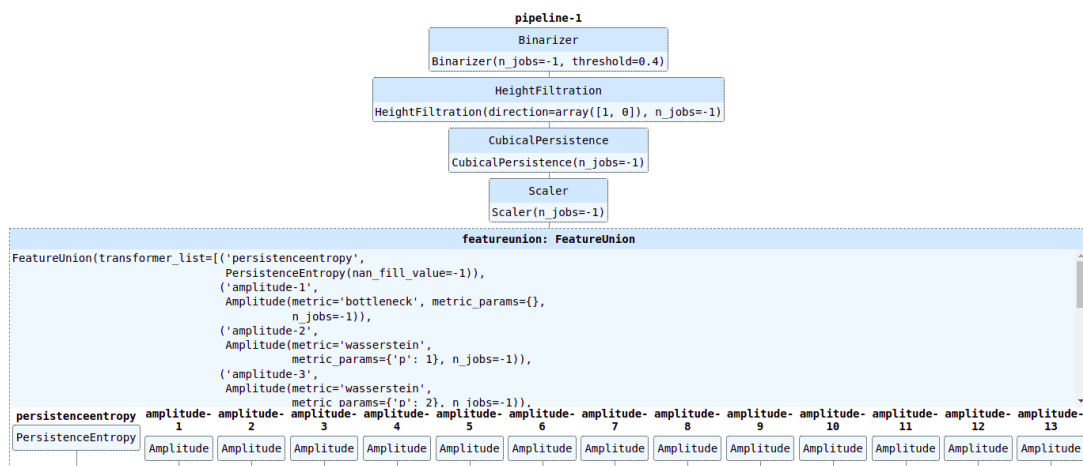 pipeline-1
Binarizer
Binarizer(n_jobs=-1, threshold=0.4)
HeightFiltration
HeightFiltration(direction=array([1, 0]), n_jobs=-1)
CubicalPersistence
CubicalPersistence(n_jobs=-1)
Scaler
Scaler(n_jobs=-1)
featureunion: FeatureUnion
FeatureUnion(transformer_list=[('persistenceentropy',
PersistenceEntropy(nan_fill_value=-1)),
('amplitude-1',
Amplitude(metric='bottleneck', metric_params={},
n_jobs=-1)),
('amplitude-2',
Amplitude(metric='wasserstein',
metric_params={'p': 1}, n_jobs=-1)),
('amplitude-3',
Amplitude(metric='wasserstein',
metric_params={'p': 2}, n_jobs=-1)),
persistenceentropy amplitude-1 amplitude-2 amplitude-3 amplitude-4 amplitude-5 amplitude-6 amplitude-7 amplitude-8 amplitude-9 amplitude-10 amplitude-11 amplitude-12 amplitude-13
PersistenceEntropy Amplitude Amplitude Amplitude Amplitude Amplitude Amplitude Amplitude Amplitude Amplitude Amplitude Amplitude Amplitude Amplitude